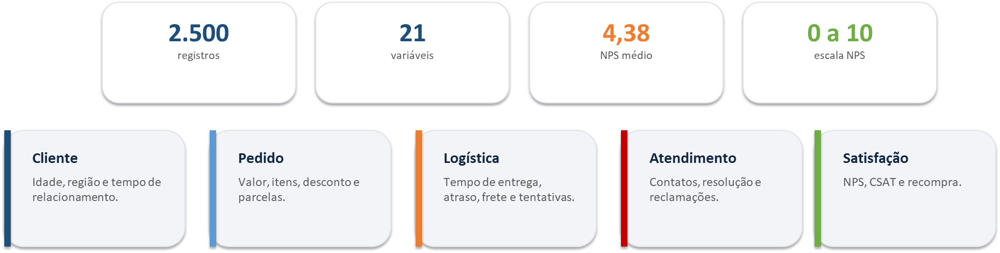 2.500
registros
21
variáveis
4,38
NPS médio
0 a 10
escala NPS
Cliente
Idade, região e tempo de
relacionamento.
Pedido
Valor, itens, desconto e
parcelas.
Logística
Tempo de entrega,
atraso, frete e tentativas.
Atendimento
Contatos, resolução e
reclamações.
Satisfação
NPS, CSAT e recompra.